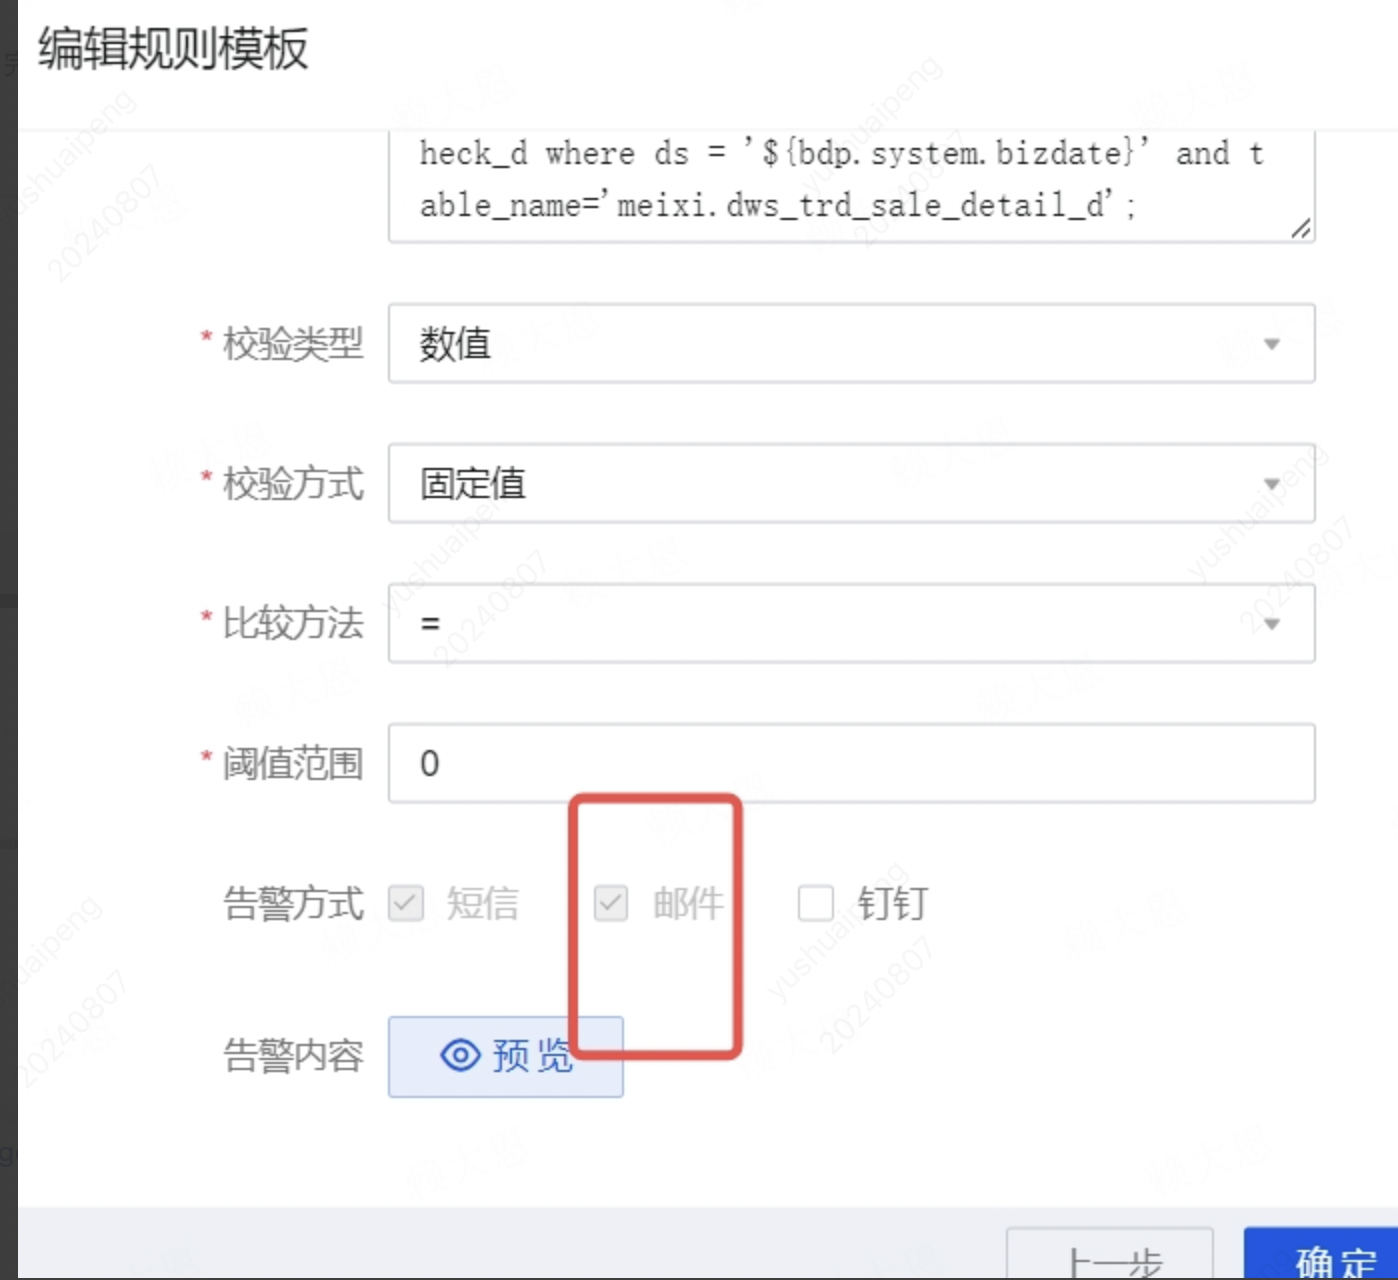 编辑规则模板
heck_d where ds = '${bdp.system.bizdate}' and t
able_name='meixi.dws_trd_sale_detail_d';
* 校验类型 数值
* 校验方式 固定值
* 比较方法 =
* 阈值范围 0
告警方式 短信 邮件 钉钉
告警内容 预览
上一步 确定
yushuaipeng
20240807